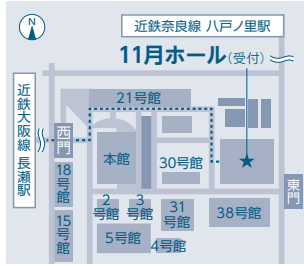 N
近鉄奈良線 八戸ノ里駅
11月ホール(受付)
近鉄大阪線 長瀬駅
21号館
西門
本館
30号館
18号館
東門
2号館
3号館
31号館
38号館
15号館
5号館
4号館